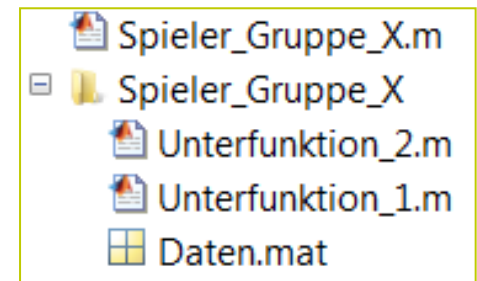 Spieler_Gruppe_X.m
Spieler_Gruppe_X
Unterfunktion_2.m
Unterfunktion_1.m
Daten.mat